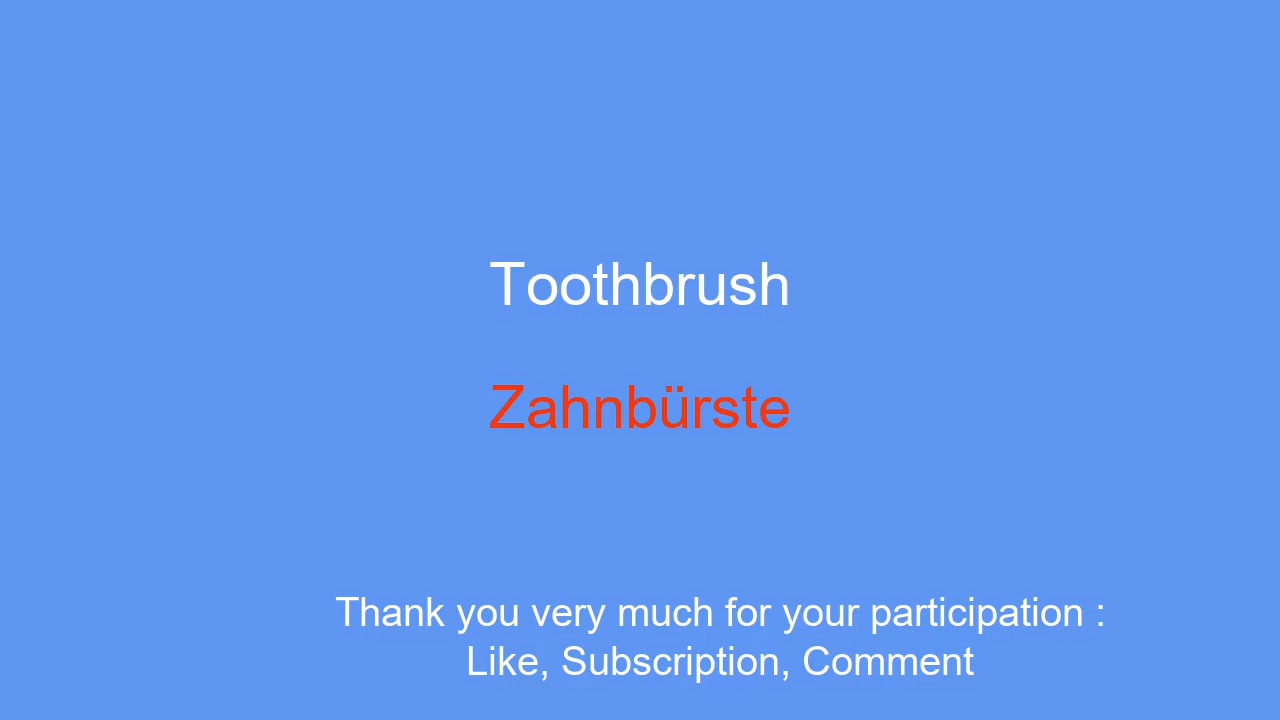 Toothbrush
Zahnbürste
Thank you very much for your participation :
Like, Subscription, Comment